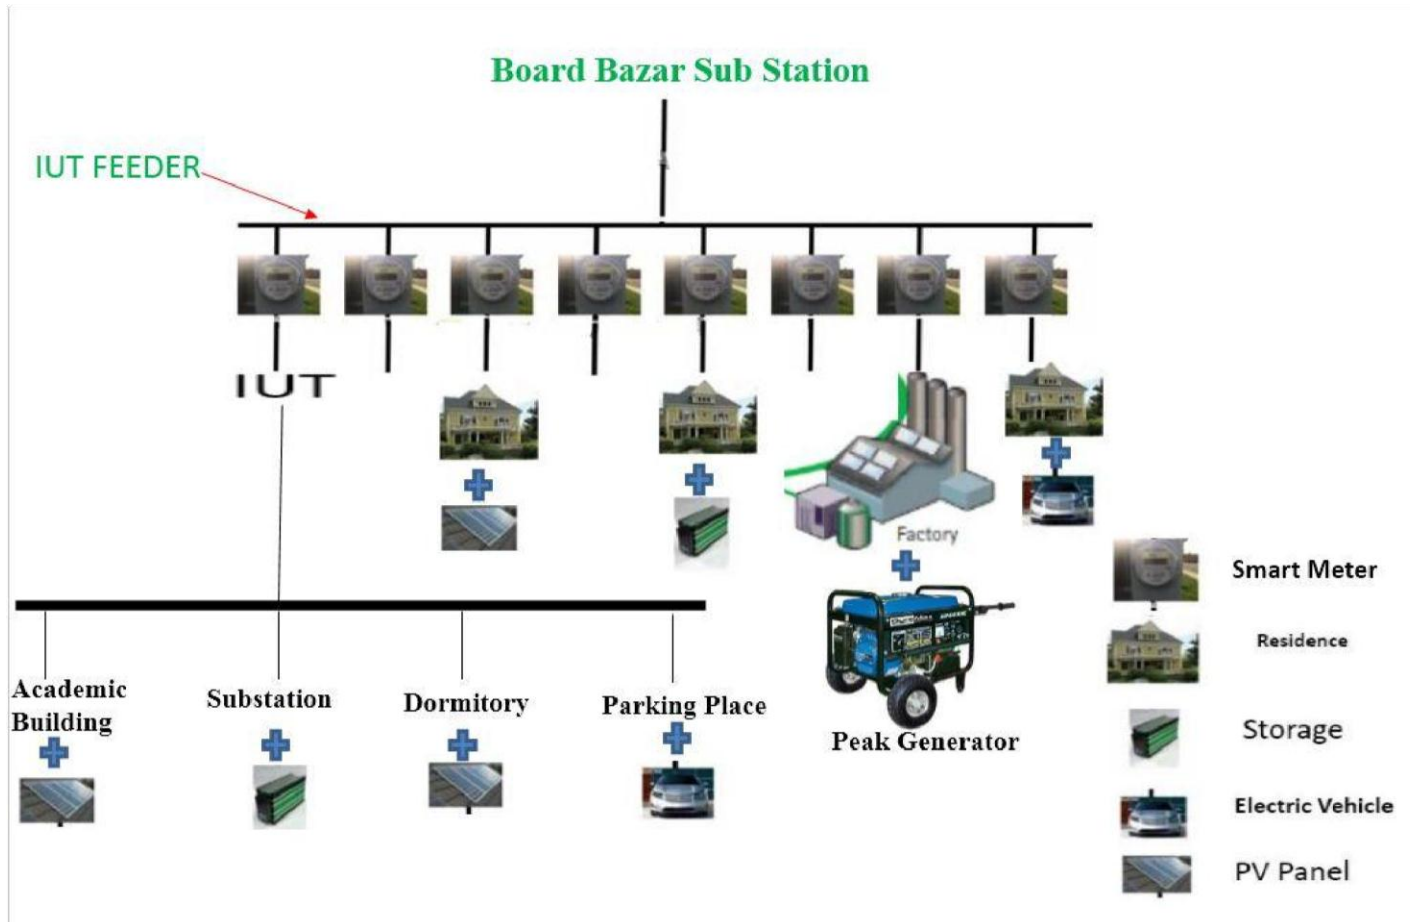 Board Bazar Sub Station
IUT FEEDER
IUT
Factory
Smart Meter
Residence
Academic
Building
Substation
Dormitory
Parking Place
Peak Generator
Storage
Electric Vehicle
PV Panel